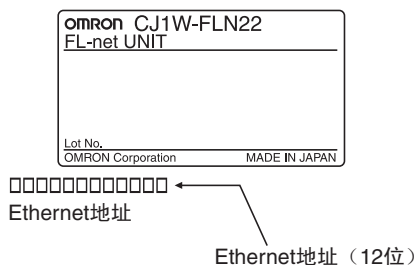 OMRON CJ1W-FLN22
FL-net UNIT
Lot No.
OMRON Corporation MADE IN JAPAN
□□□□□□□□□□□□
Ethernet地址
Ethernet地址（12位）